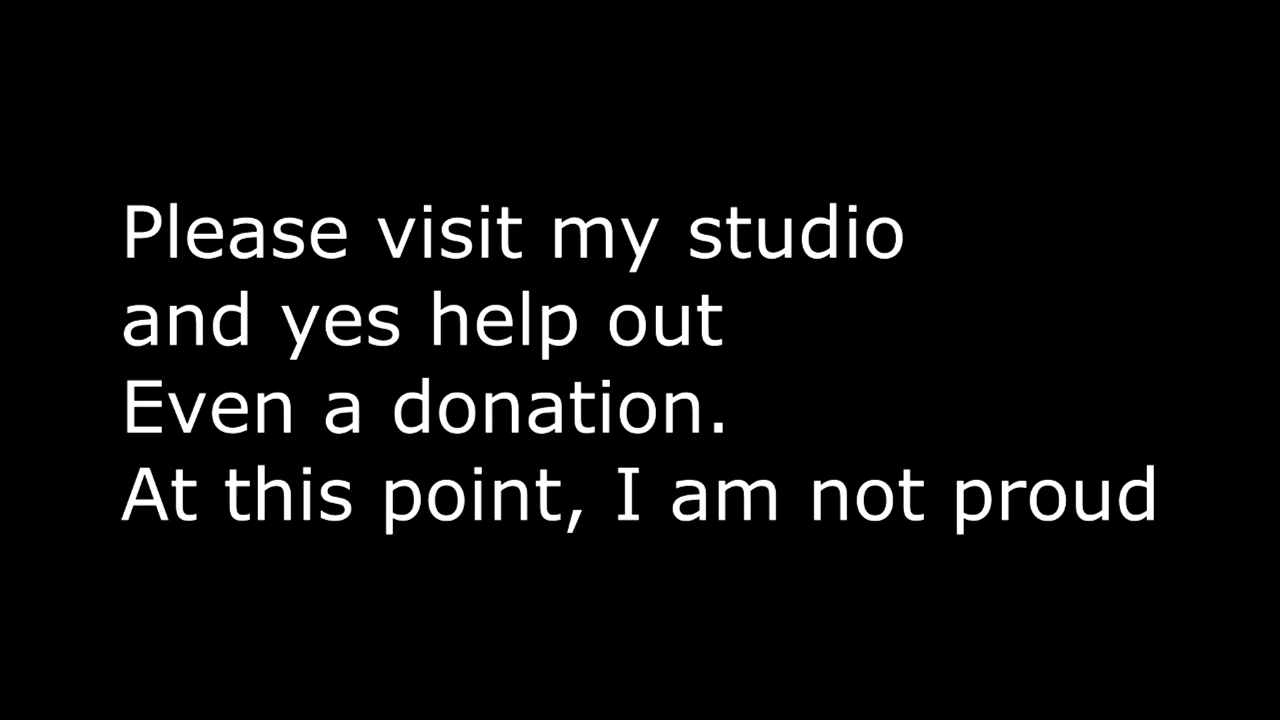 Please visit my studio
and yes help out
Even a donation.
At this point, I am not proud